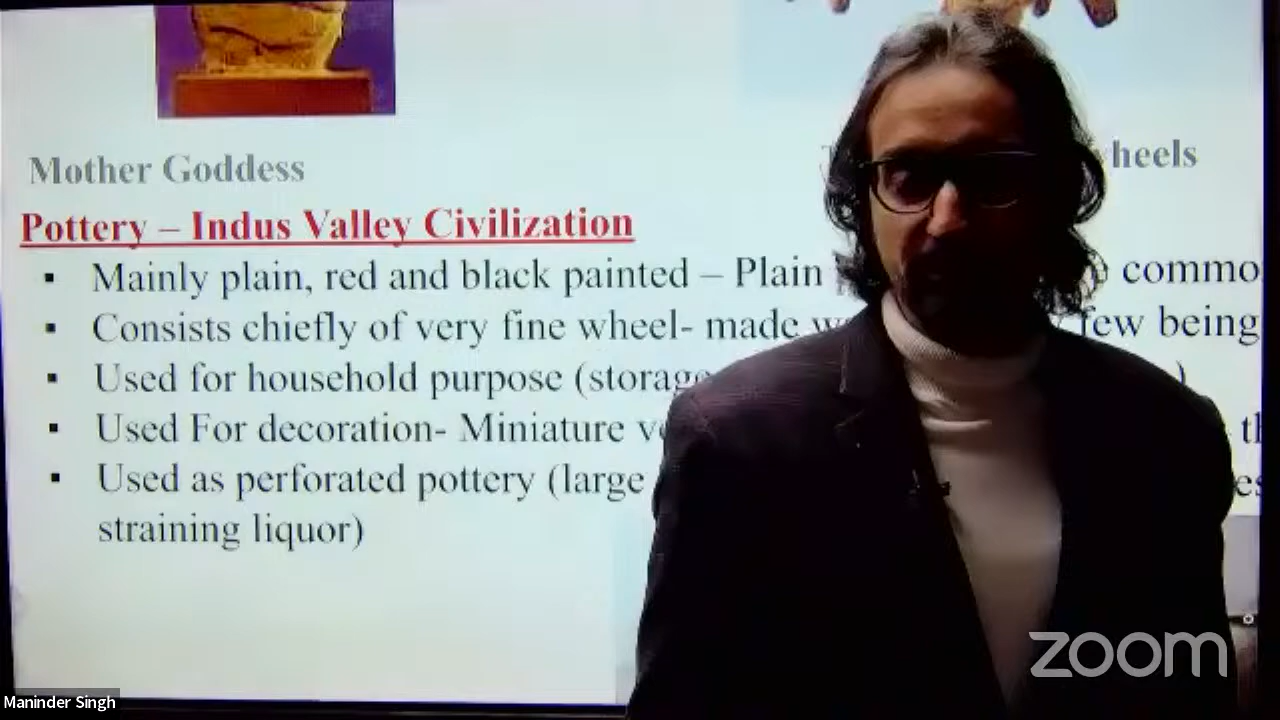 Mother Goddess
heels
Pottery – Indus Valley Civilization
▪ Mainly plain, red and black painted – Plain commo
▪ Consists chiefly of very fine wheel- made few being
▪ Used for household purpose (storage )
▪ Used For decoration- Miniature
▪ Used as perforated pottery (large
straining liquor)
zoom
Maninder Singh